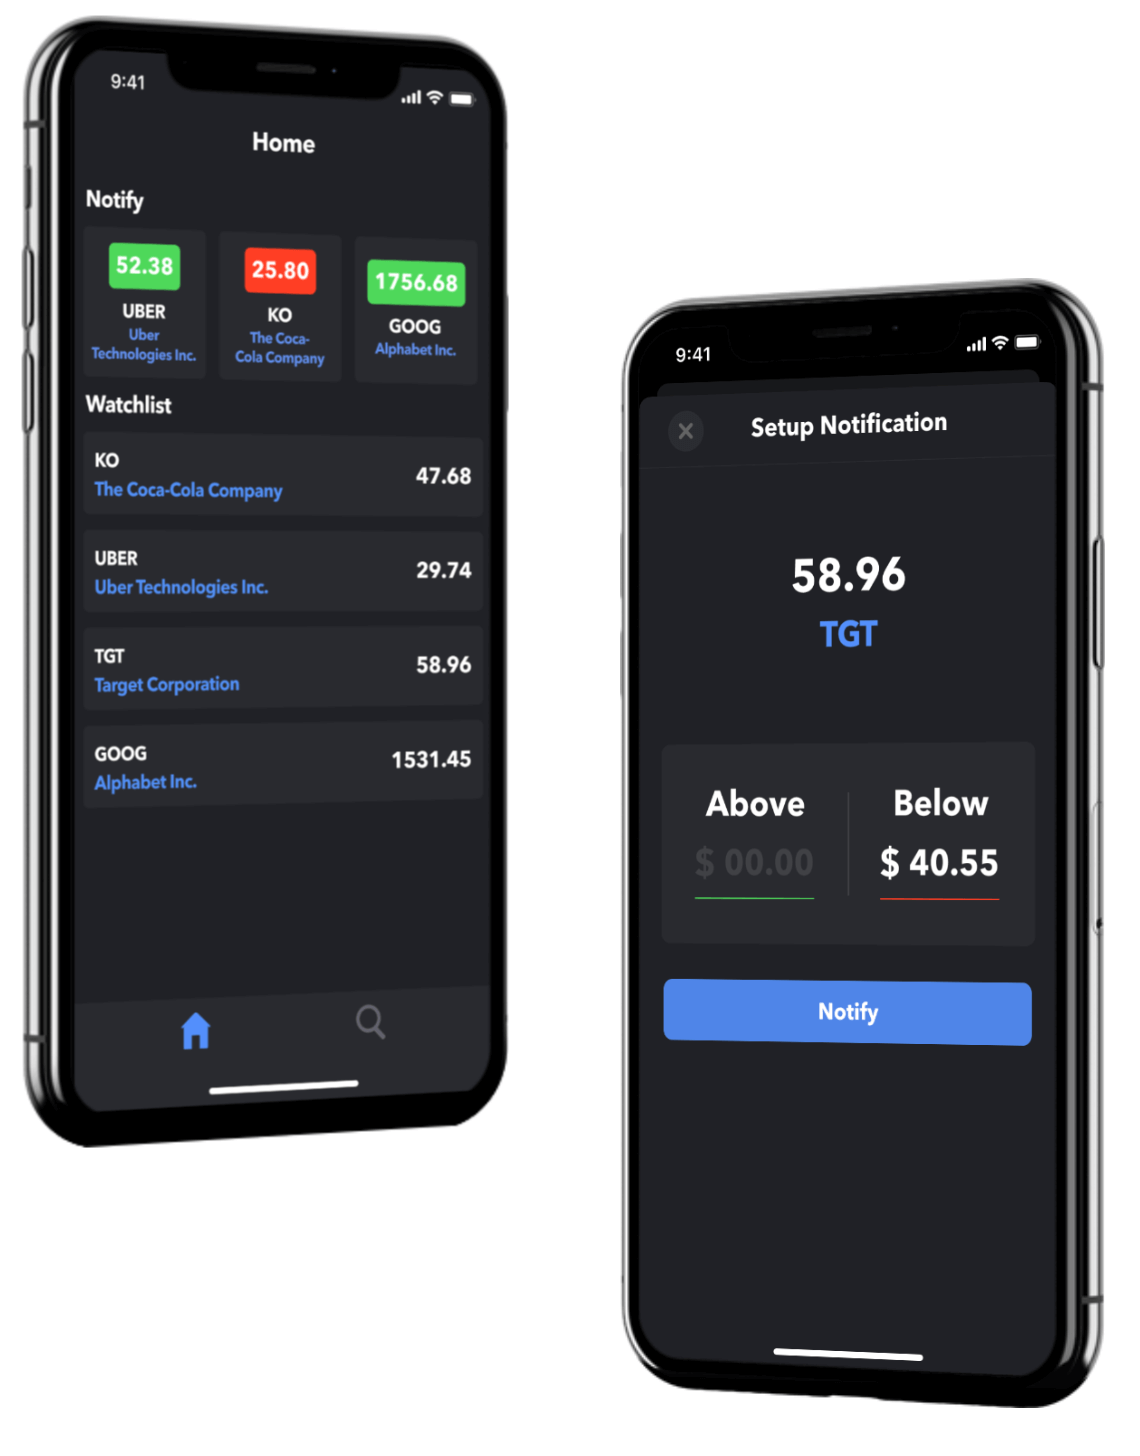 9:41
Home
Notify
52.38
UBER
Uber
Technologies Inc.
25.80
KO
The Coca-
Cola Company
1756.68
GOOG
Alphabet Inc.
Watchlist
KO
The Coca-Cola Company
47.68
UBER
Uber Technologies Inc.
29.74
TGT
Target Corporation
58.96
GOOG
Alphabet Inc.
1531.45
9:41
Setup Notification
58.96
TGT
Above
$ 00.00
Below
$ 40.55
Notify